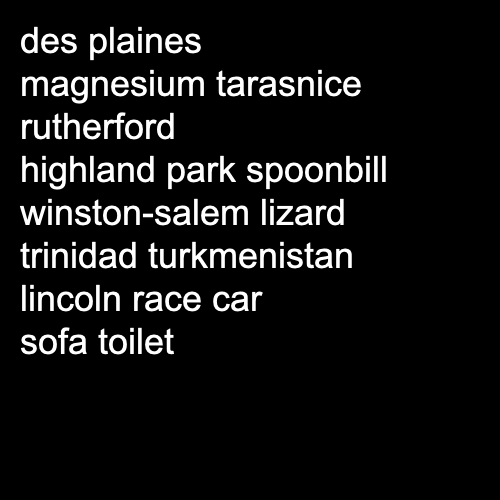 des plaines
magnesium tarasnice
rutherford
highland park spoonbill
winston-salem lizard
trinidad turkmenistan
lincoln race car
sofa toilet